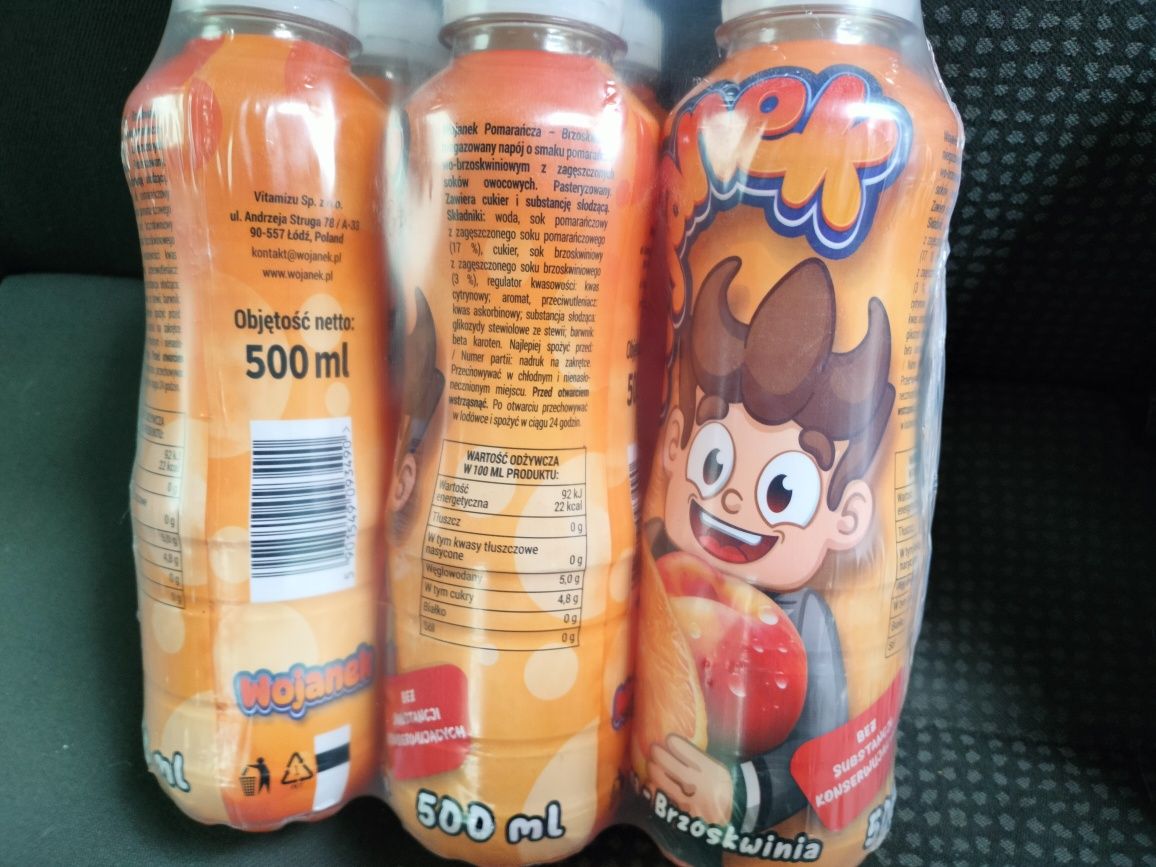 Vitamizu Sp. z o.o.
ul. Andrzeja Struga 78 / A-33
90-557 Łódź, Poland
kontakt@wojanek.pl
www.wojanek.pl
Objętość netto:
500 ml
5903549093490
Wojanek
Wojanek Pomarańcza – Brzoskwinia
niegazowany napój o smaku pomarańczo-
wo-brzoskwiniowym z zagęszczonych
soków owocowych. Pasteryzowany.
Zawiera cukier i substancję słodzącą.
Składniki: woda, sok pomarańczowy
z zagęszczonego soku pomarańczowego
(17 %), cukier, sok brzoskwiniowy
z zagęszczonego soku brzoskwiniowego
(3 %), regulator kwasowości: kwas
cytrynowy; aromat, przeciwutleniacz:
kwas askorbinowy; substancja słodząca:
glikozydy stewiolowe ze stewii; barwnik
beta karoten. Najlepiej spożyć przed:
/ Numer partii: nadruk na zakrętce.
Przechowywać w chłodnym i nienasło-
necznionym miejscu. Przed otwarciem
wstrząsnąć. Po otwarciu przechowywać
w lodówce i spożyć w ciągu 24 godzin.
WARTOŚĆ ODŻYWCZA
W 100 ML PRODUKTU:
Wartość energetyczna 92 kJ
22 kcal
Tłuszcz 0 g
W tym kwasy tłuszczowe
nasycone 0 g
Węglowodany 5,0 g
W tym cukry 4,8 g
Białko 0 g
Sól 0 g
BEZ
SUBSTANCJI
KONSERWUJĄCYCH
500 ml
nek
BEZ
SUBSTANCJI
KONSERWUJĄ
- Brzoskwinia